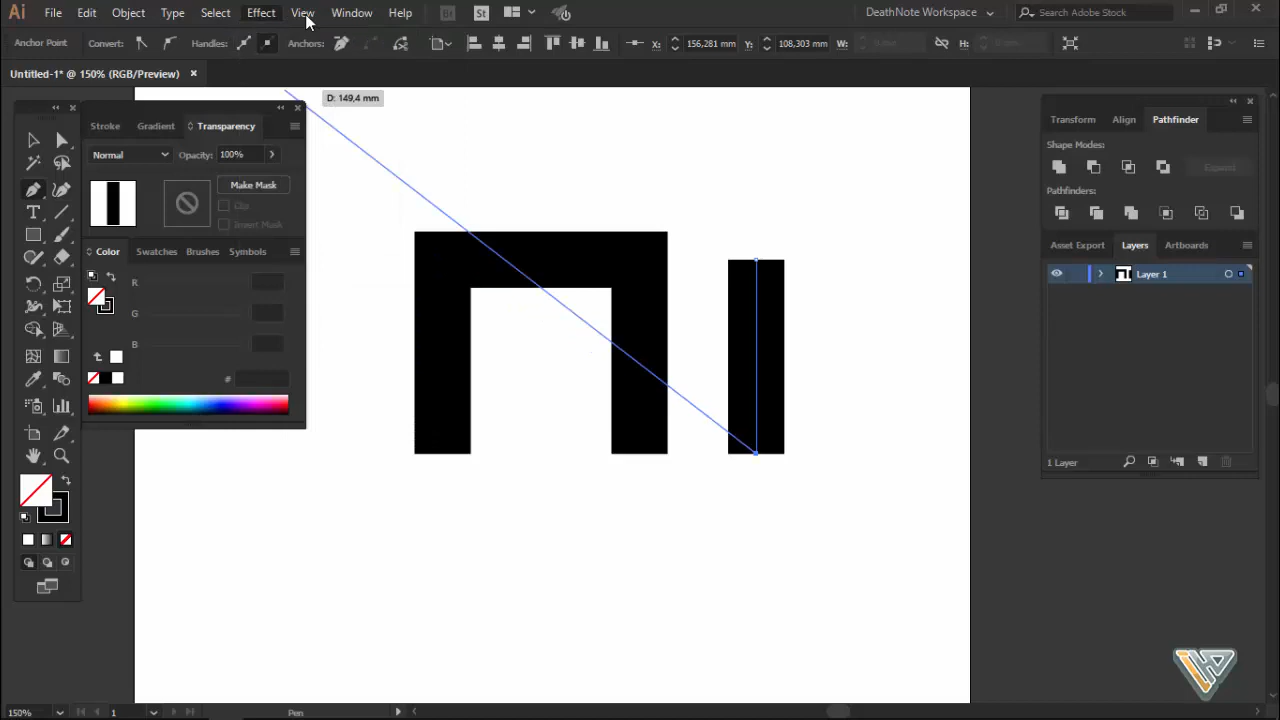 Ai File Edit Object Type Select Effect View Window Help Br St DeathNote Workspace Search Adobe Stock
Anchor Point Convert: Handles: Anchors: X: 156,281 mm Y: 108,303 mm W: H:
Untitled-1* @ 150% (RGB/Preview)
D: 149,4 mm
Stroke Gradient Transparency
Normal Opacity: 100%
Make Mask
Clip
Invert Mask
Color Swatches Brushes Symbols
R
G
B
#
Transform Align Pathfinder
Shape Modes:
Expand
Pathfinders:
Asset Export Layers Artboards
Layer 1
1 Layer
150% 1 Pen